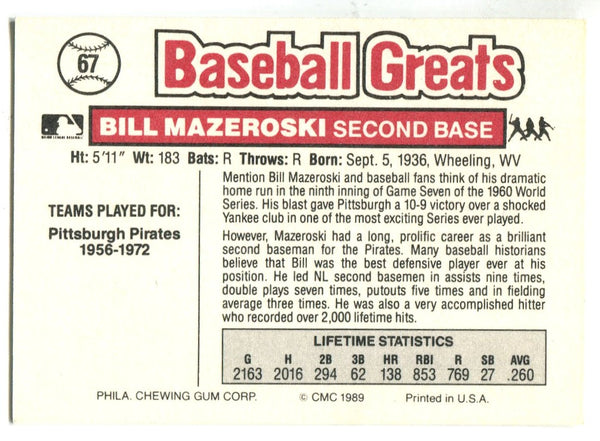 67
Baseball Greats
BILL MAZEROSKI SECOND BASE
Ht: 5'11" Wt: 183 Bats: R Throws: R Born: Sept. 5, 1936, Wheeling, WV
TEAMS PLAYED FOR:
Pittsburgh Pirates
1956-1972
Mention Bill Mazeroski and baseball fans think of his dramatic
home run in the ninth inning of Game Seven of the 1960 World
Series. His blast gave Pittsburgh a 10-9 victory over a shocked
Yankee club in one of the most exciting Series ever played.
However, Mazeroski had a long, prolific career as a brilliant
second baseman for the Pirates. Many baseball historians
believe that Bill was the best defensive player ever at his
position. He led NL second basemen in assists nine times,
double plays seven times, putouts five times and in fielding
average three times. He was also a very accomplished hitter
who recorded over 2,000 lifetime hits.
LIFETIME STATISTICS
G H 2B 3B HR RBI R SB AVG
2163 2016 294 62 138 853 769 27 .260
PHILA. CHEWING GUM CORP. © CMC 1989 Printed in U.S.A.